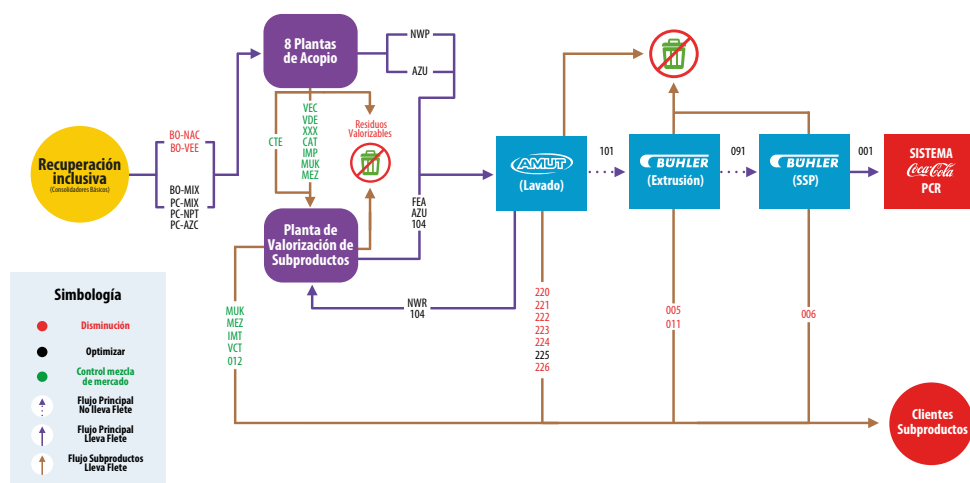 8 Plantas
de Acopio
NWP
AZU
BO-NAC
BO-VEE
Recuperación
inclusiva
(Consolidadores Básicos)
BO-MIX
PC-MIX
PC-NPT
PC-AZC
CTE
VEC
VDE
XXX
CAT
IMP
MUK
MEZ
Residuos
Valorizables
Planta de
Valorización de
Subproductos
FEA
AZU
104
NWR
104
AMUT
(Lavado)
101
BÜHLER
(Extrusión)
091
BÜHLER
(SSP)
001
SISTEMA
Coca-Cola
PCR
MUK
MEZ
IMT
VCT
012
220
221
222
223
224
225
226
005
011
006
Clientes
Subproductos
Simbología
Disminución
Optimizar
Control mezcla
de mercado
Flujo Principal
No lleva Flete
Flujo Principal
Lleva Flete
Flujo Subproductos
Lleva Flete